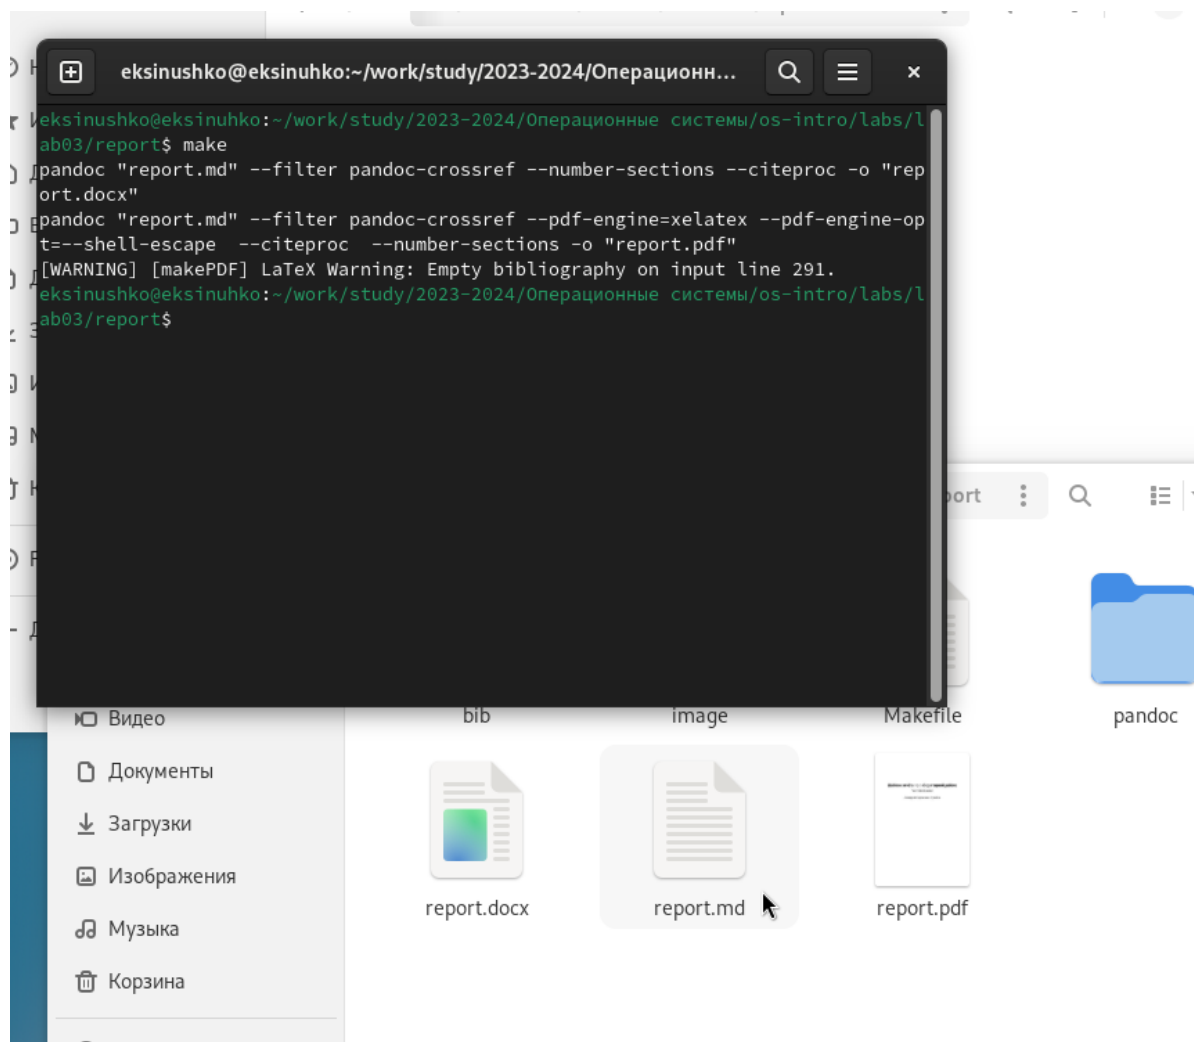 eksinushko@eksinuhko:~/work/study/2023-2024/Операционн...
eksinushko@eksinuhko:~/work/study/2023-2024/Операционные системы/os-intro/labs/l
ab03/report$ make
pandoc "report.md" --filter pandoc-crossref --number-sections --citeproc -o "rep
ort.docx"
pandoc "report.md" --filter pandoc-crossref --pdf-engine=xelatex --pdf-engine-op
t=--shell-escape  --citeproc  --number-sections -o "report.pdf"
[WARNING] [makePDF] LaTeX Warning: Empty bibliography on input line 291.
eksinushko@eksinuhko:~/work/study/2023-2024/Операционные системы/os-intro/labs/l
ab03/report$
Видео
Документы
Загрузки
Изображения
Музыка
Корзина
bib
image
Makefile
pandoc
report.docx
report.md
report.pdf